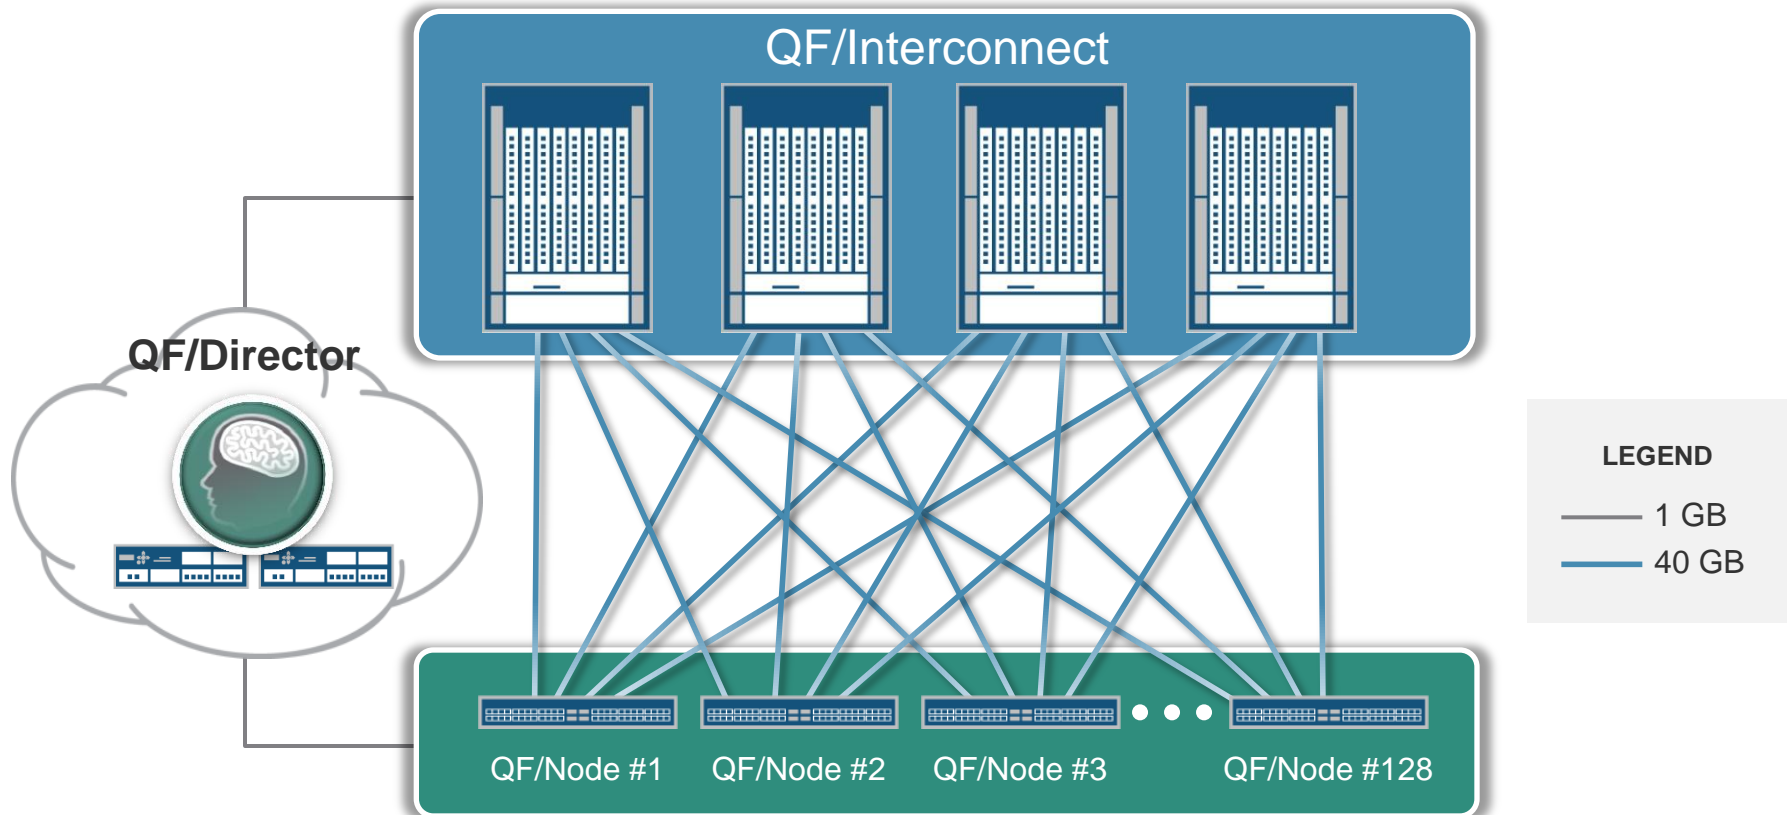 QF/Interconnect
QF/Director
LEGEND
1 GB
40 GB
QF/Node #1
QF/Node #2
QF/Node #3
QF/Node #128